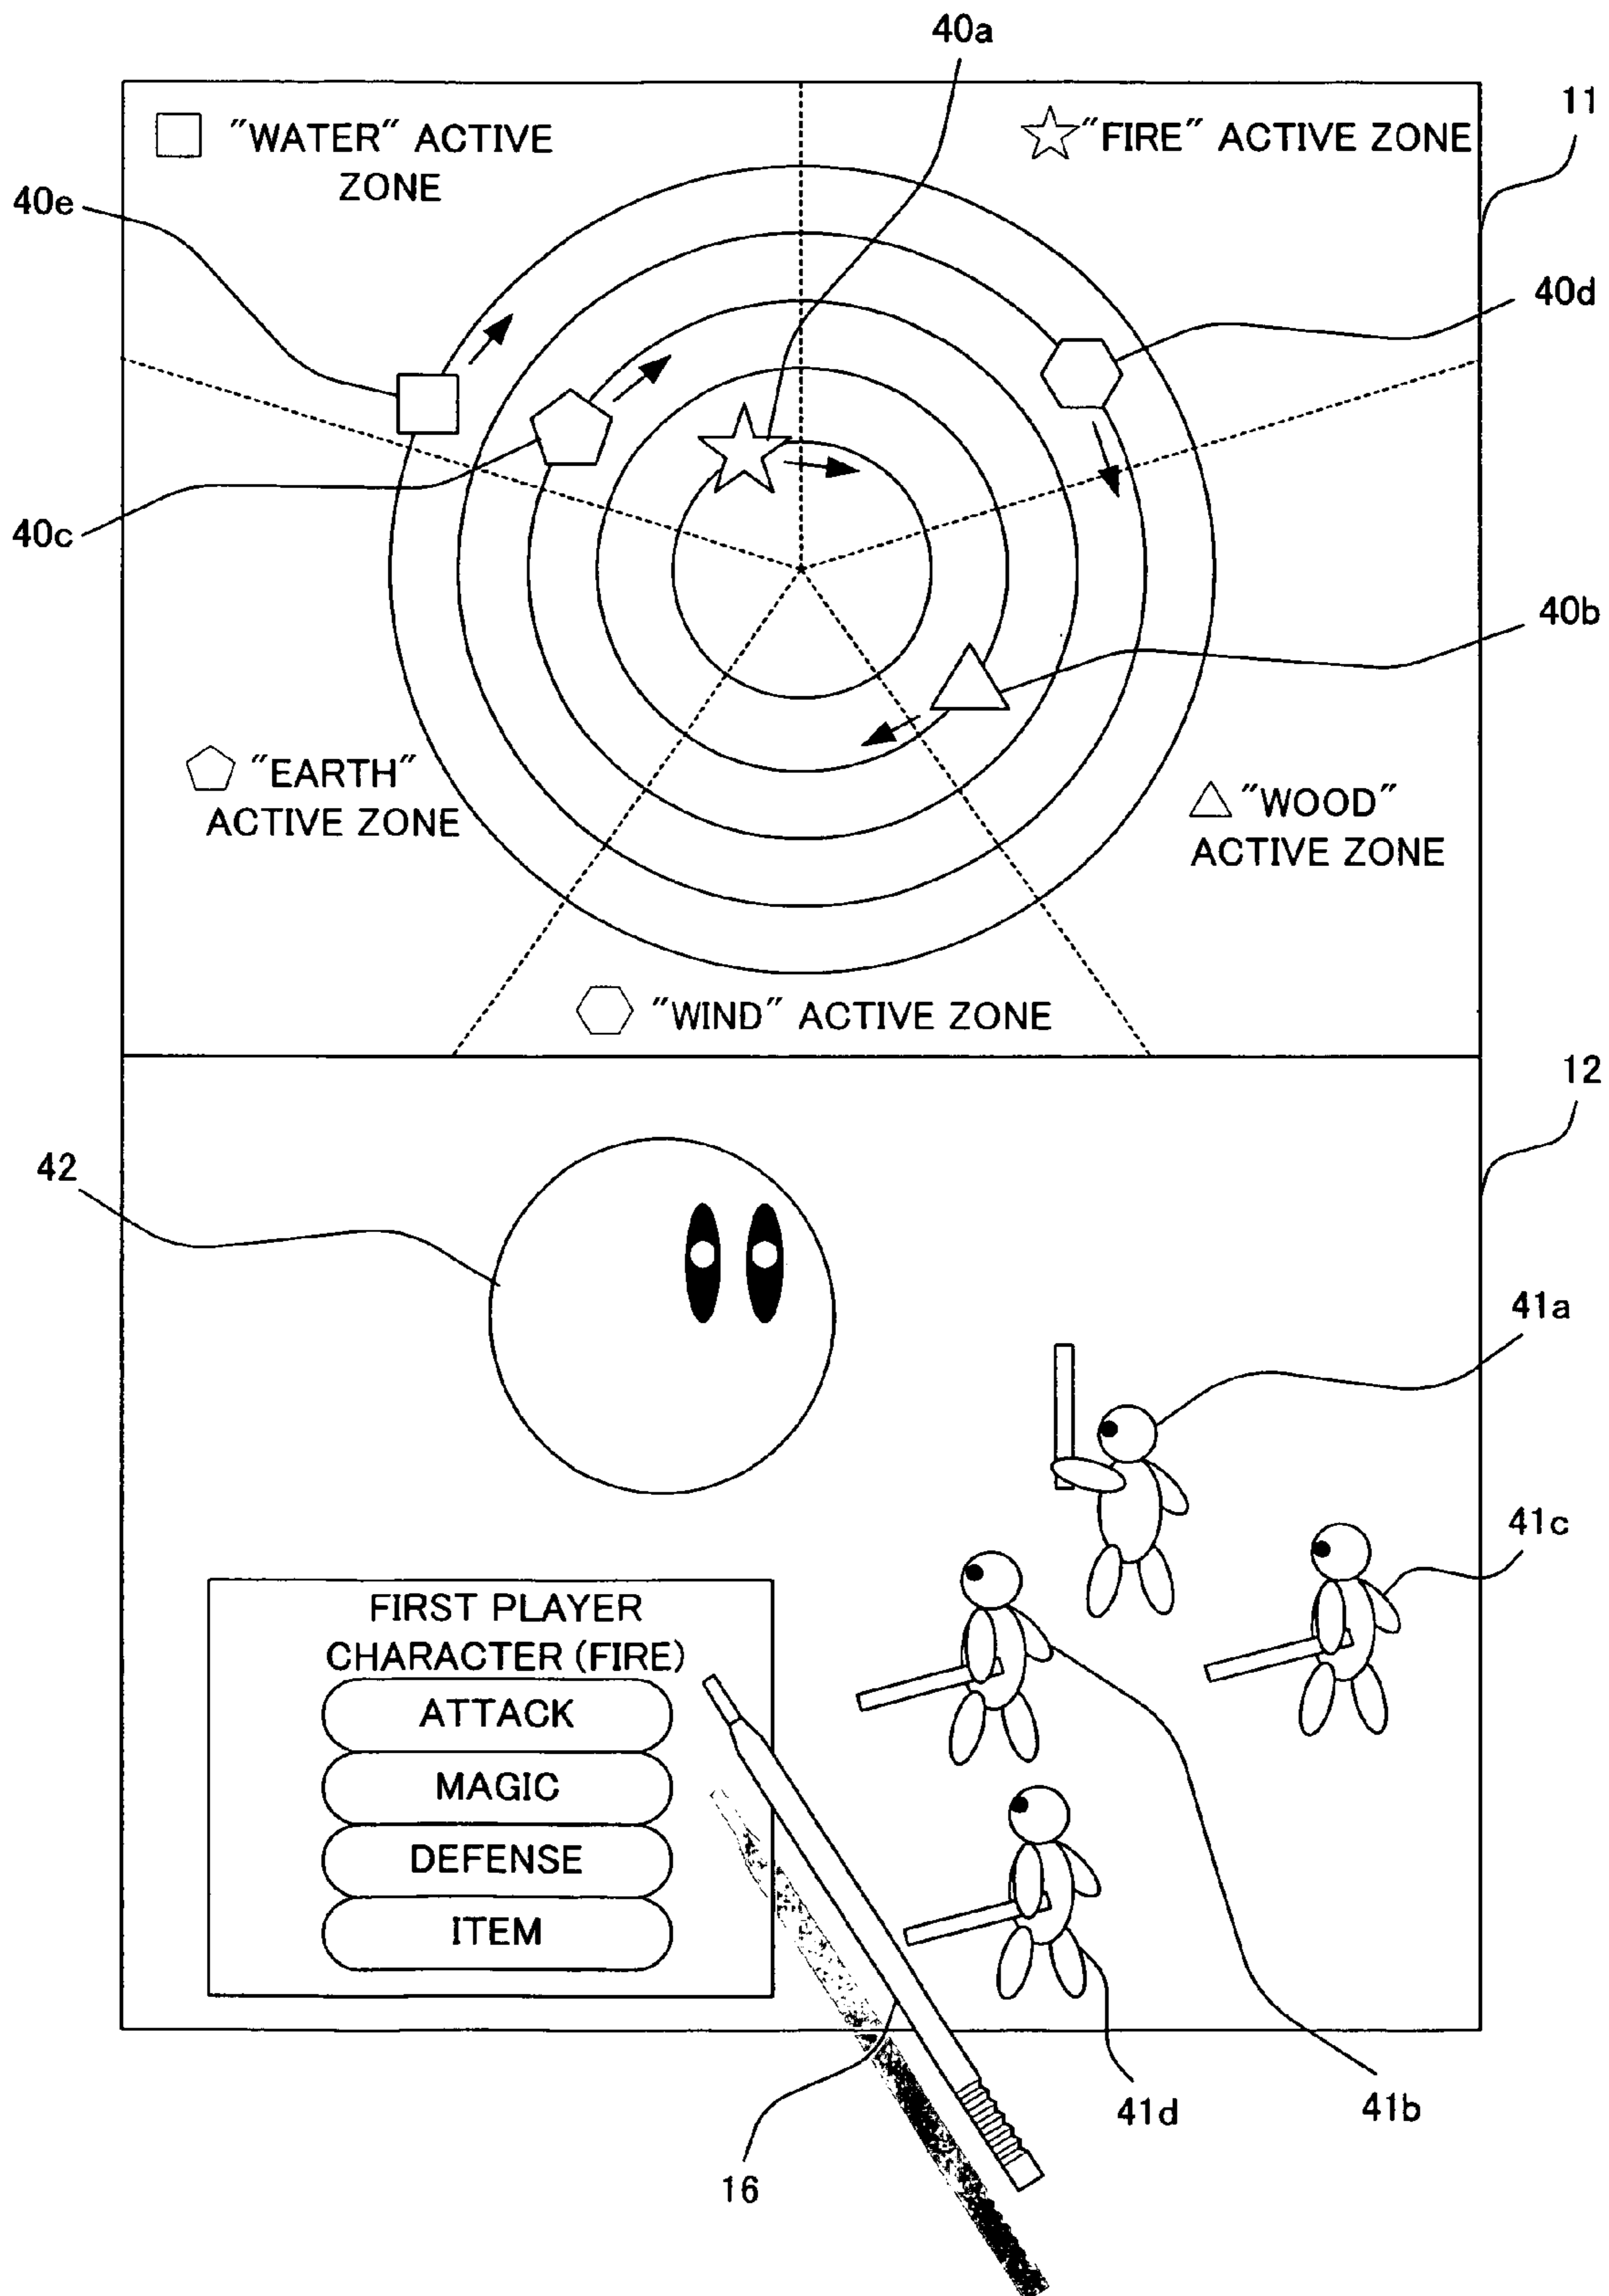 40a
11
"WATER" ACTIVE
ZONE
"FIRE" ACTIVE ZONE
40e
40d
40c
40b
"EARTH"
ACTIVE ZONE
"WOOD"
ACTIVE ZONE
"WIND" ACTIVE ZONE
12
42
41a
41c
FIRST PLAYER
CHARACTER (FIRE)
ATTACK
MAGIC
DEFENSE
ITEM
41d
41b
16